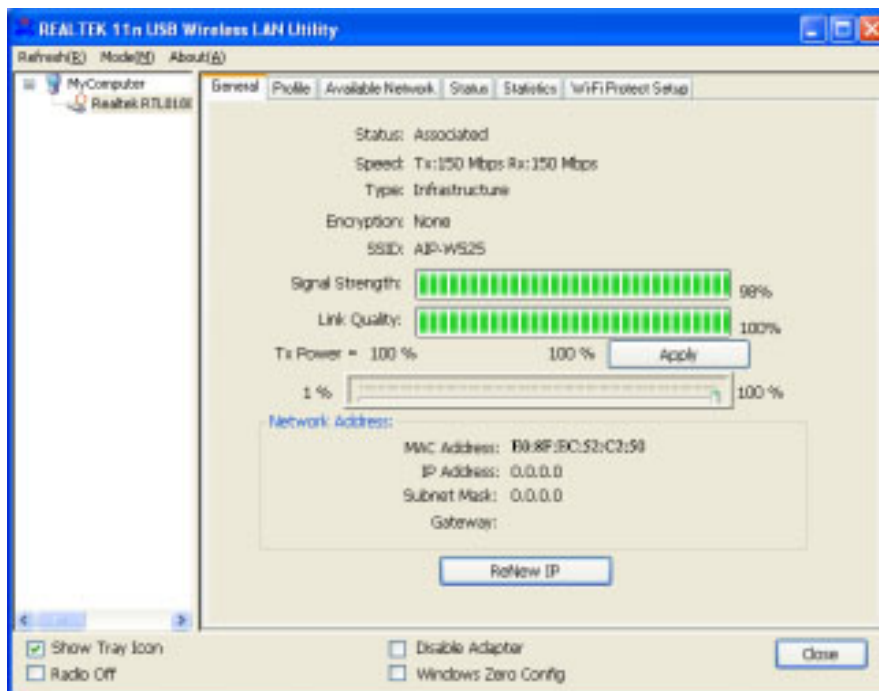 REALTEK 11n USB Wireless LAN Utility
Refresh(R) Mode(M) About(A)
MyComputer
Realtek
General Profile Available Network Status Statistics WiFi Protect Setup
Status: Associated
Speed: Tx:150 Mbps Rx:150 Mbps
Type: Infrastructure
Encryption: None
SSID: AIP-W525
Signal Strength: 98%
Link Quality: 100%
Tx Power = 100 % 100 % Apply
1 % 100 %
Network Address:
MAC Address:
IP Address: 0.0.0.0
Subnet Mask: 0.0.0.0
Gateway:
ReNew IP
Show Tray Icon
Radio Off
Disable Adapter
Windows Zero Config
Close